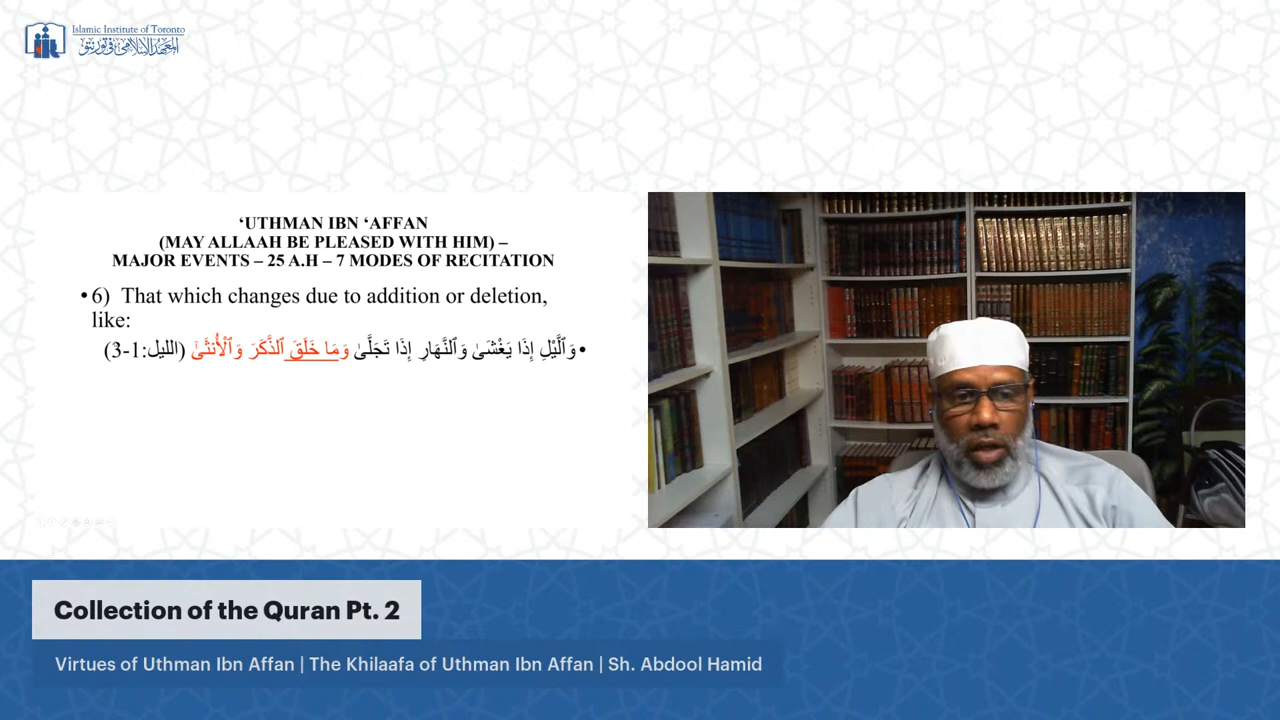 Islamic Institute of Toronto
المعهد الإسلامي في تورنتو
‘UTHMAN IBN ‘AFFAN
(MAY ALLAAH BE PLEASED WITH HIM) –
MAJOR EVENTS – 25 A.H – 7 MODES OF RECITATION
• 6) That which changes due to addition or deletion,
like:
• وَٱلَّيْلِ إِذَا يَغْشَىٰ وَٱلنَّهَارِ إِذَا تَجَلَّىٰ وَمَا خَلَقَ ٱلذَّكَرَ وَٱلْأُنثَىٰٓ (الليل:1-3)
Collection of the Quran Pt. 2
Virtues of Uthman Ibn Affan | The Khilaafa of Uthman Ibn Affan | Sh. Abdool Hamid